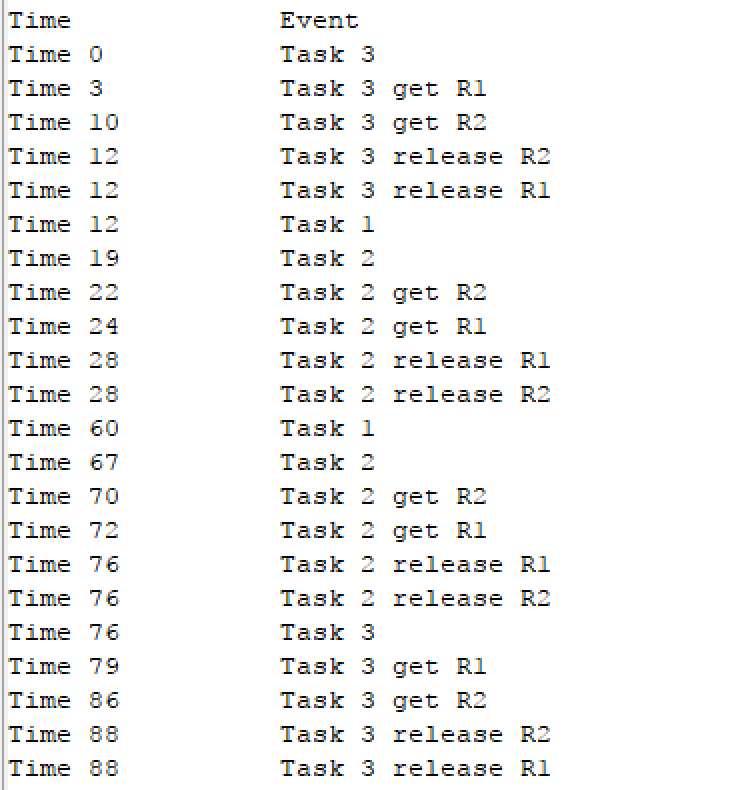 Time Event
Time 0 Task 3
Time 3 Task 3 get R1
Time 10 Task 3 get R2
Time 12 Task 3 release R2
Time 12 Task 3 release R1
Time 12 Task 1
Time 19 Task 2
Time 22 Task 2 get R2
Time 24 Task 2 get R1
Time 28 Task 2 release R1
Time 28 Task 2 release R2
Time 60 Task 1
Time 67 Task 2
Time 70 Task 2 get R2
Time 72 Task 2 get R1
Time 76 Task 2 release R1
Time 76 Task 2 release R2
Time 76 Task 3
Time 79 Task 3 get R1
Time 86 Task 3 get R2
Time 88 Task 3 release R2
Time 88 Task 3 release R1